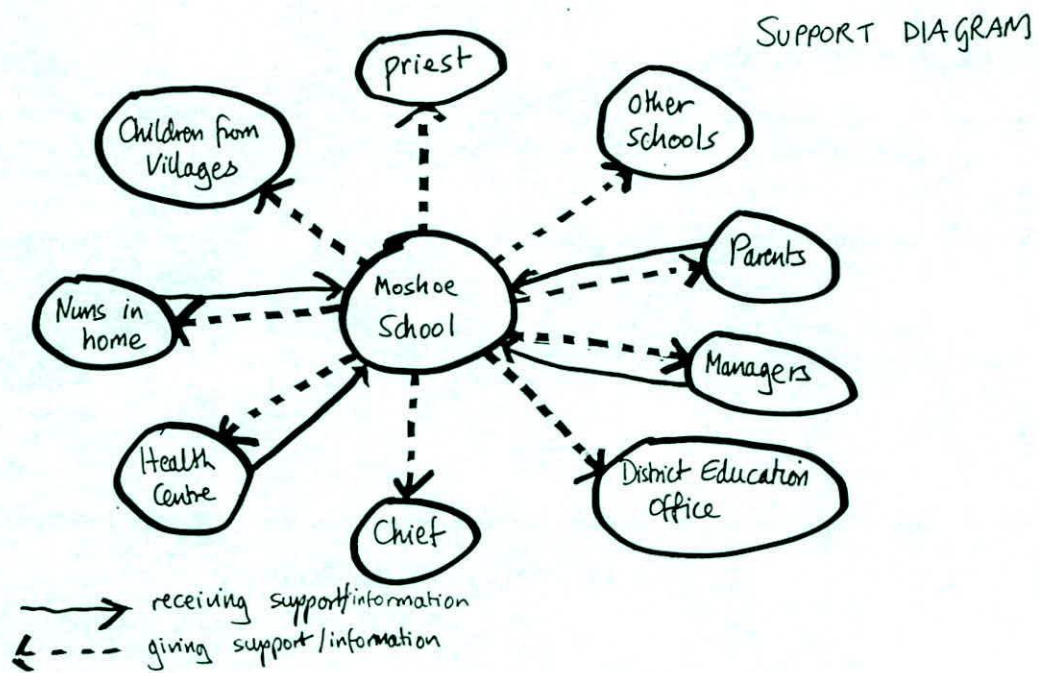 SUPPORT DIAGRAM
priest
Other
schools
Children from
Villages
Parents
Moshoe
School
Nuns in
home
Managers
Health
Centre
District Education
Office
Chief
receiving support/information
giving support/information